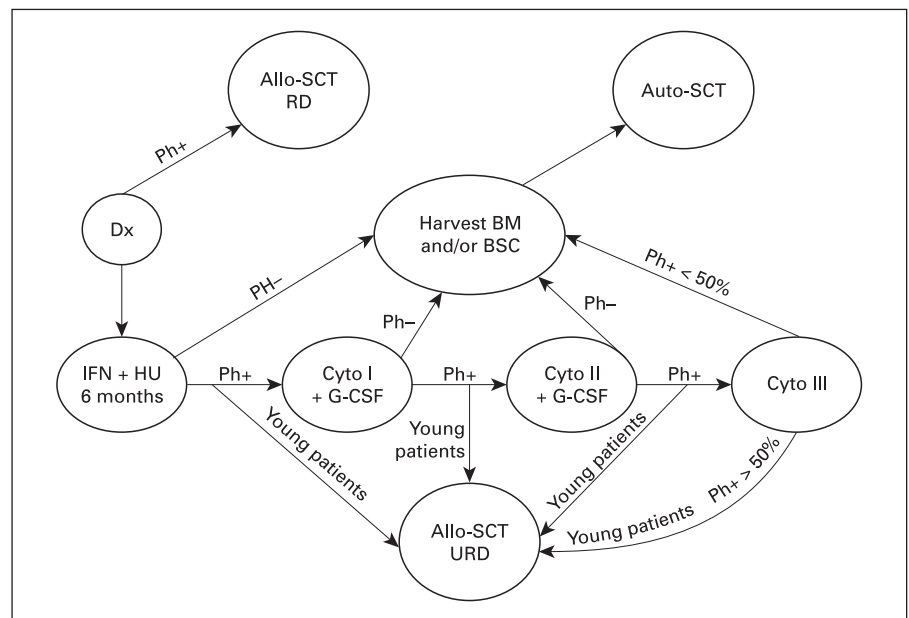 Allo-SCT
RD
Auto-SCT
Ph+
Dx
Harvest BM
and/or BSC
PH–
Ph–
Ph–
Ph+ < 50%
IFN + HU
6 months
Ph+
Cyto I
+ G-CSF
Ph+
Cyto II
+ G-CSF
Ph+
Cyto III
Young patients
Young
patients
Young patients
Young patients Ph+ > 50%
Allo-SCT
URD